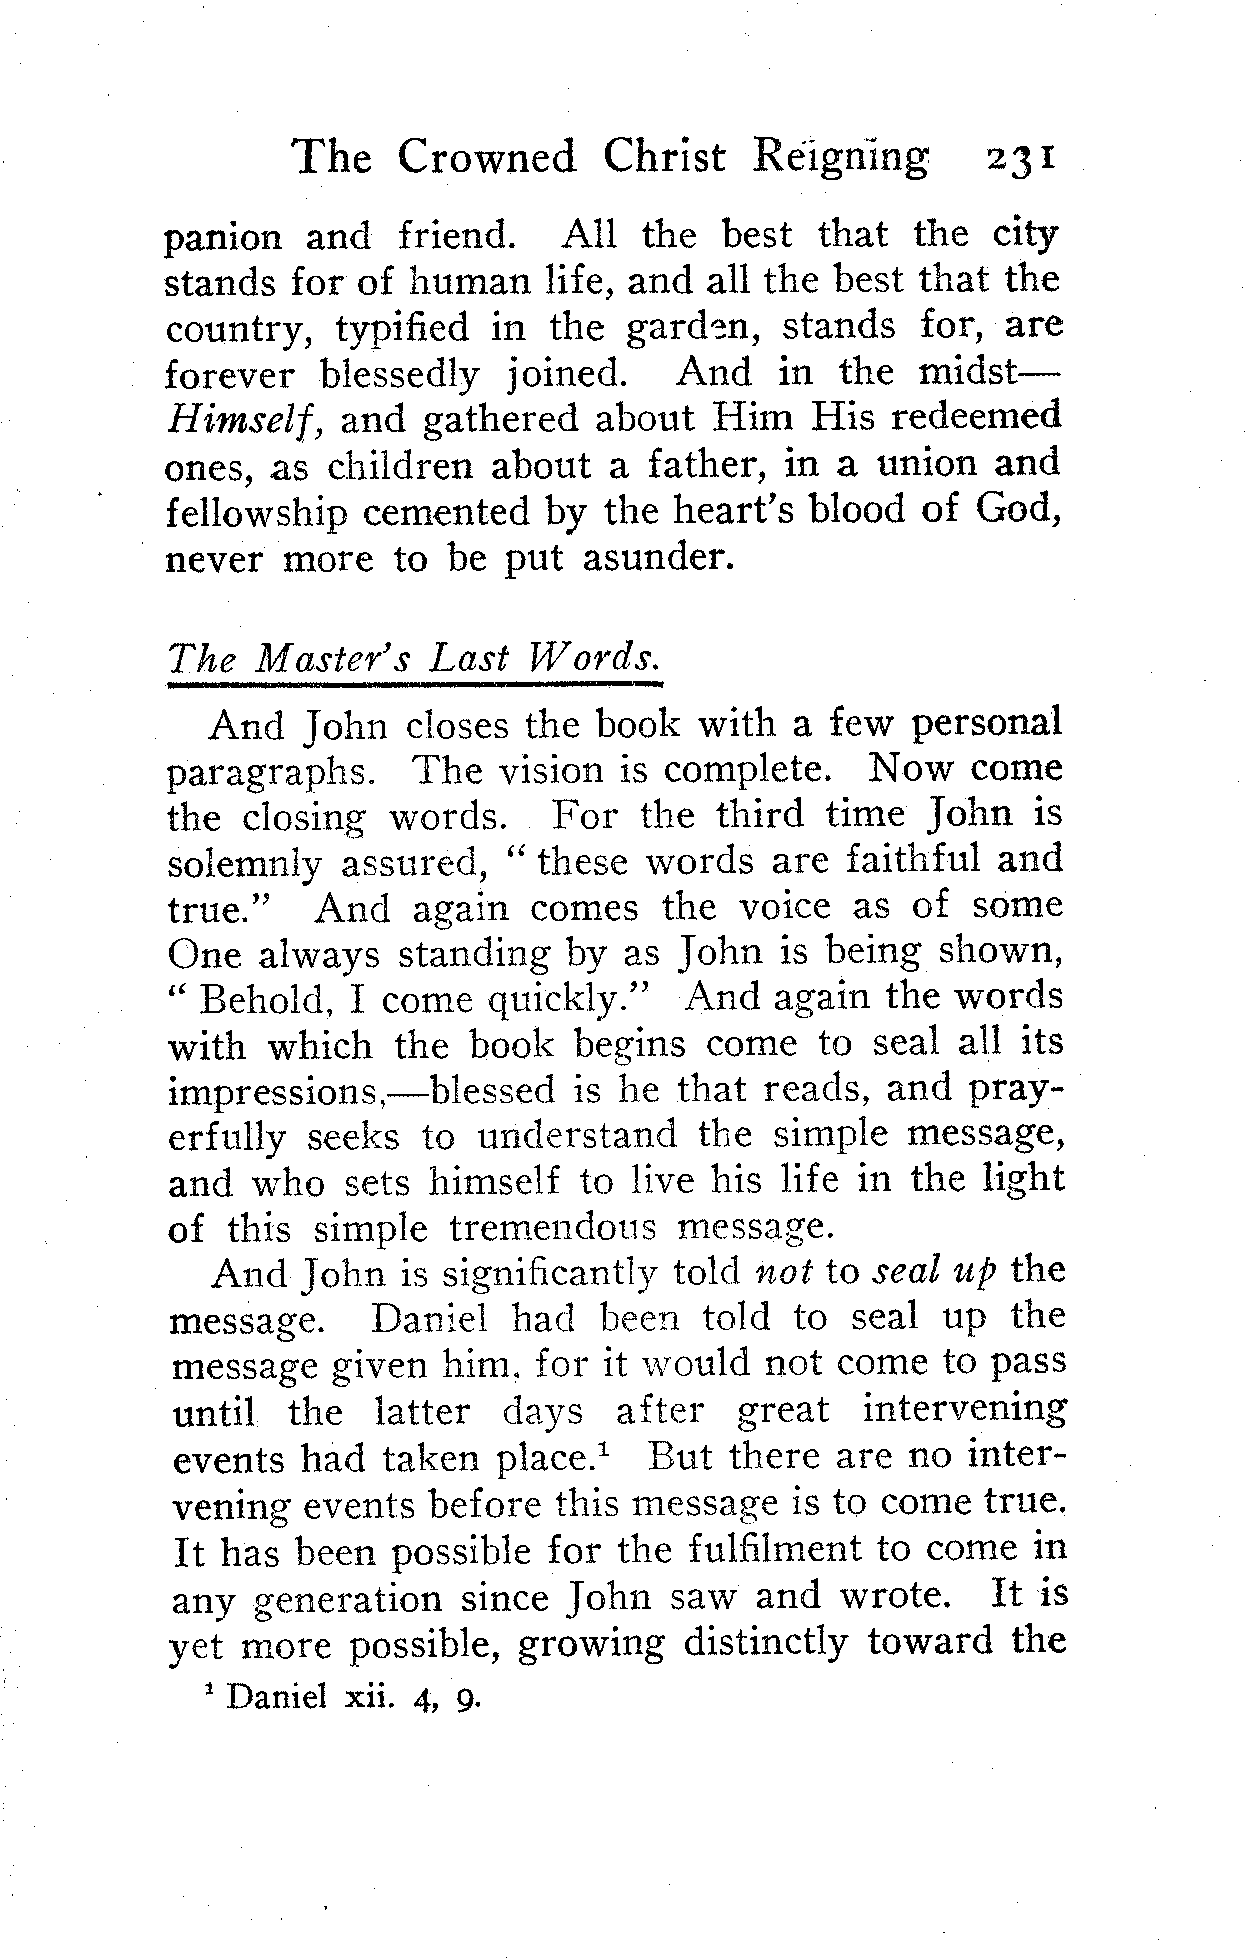 The Crowned Christ Reigning 231
panion and friend. All the best that the city
stands for of human life, and all the best that the
country, typified in the garden, stands for, are
forever blessedly joined. And in the midst—
Himself, and gathered about Him His redeemed
ones, as children about a father, in a union and
fellowship cemented by the heart's blood of God,
never more to be put asunder.
The Master's Last Words.
And John closes the book with a few personal
paragraphs. The vision is complete. Now come
the closing words. For the third time John is
solemnly assured, “ these words are faithful and
true.” And again comes the voice as of some
One always standing by as John is being shown,
“ Behold, I come quickly.” And again the words
with which the book begins come to seal all its
impressions,—blessed is he that reads, and pray-
erfully seeks to understand the simple message,
and who sets himself to live his life in the light
of this simple tremendous message.
And John is significantly told not to seal up the
message. Daniel had been told to seal up the
message given him, for it would not come to pass
until the latter days after great intervening
events had taken place.¹ But there are no inter-
vening events before this message is to come true.
It has been possible for the fulfilment to come in
any generation since John saw and wrote. It is
yet more possible, growing distinctly toward the
¹ Daniel xii. 4, 9.